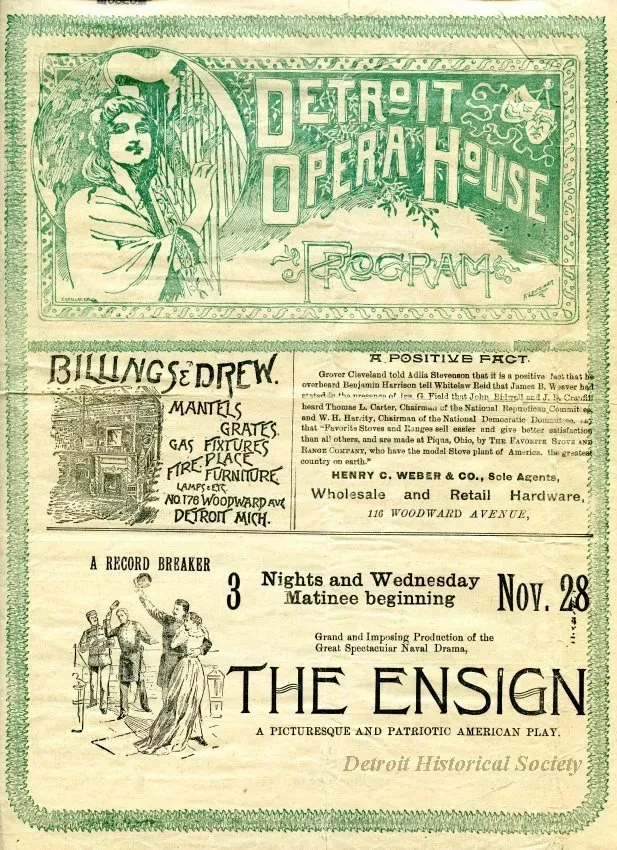 DETROIT
OPERA HOUSE
PROGRAM
BILLINGS & DREW.
MANTELS
GRATES.
GAS FIXTURES
FIRE PLACE
FURNITURE
LAMPS & ETC
NO. 178 WOODWARD AVE
DETROIT MICH.
A POSITIVE FACT.
Grover Cleveland told Adlia Stevenson that it is a positive fact that he
overheard Benjamin Harrison tell Whitelaw Reid that James B. Weaver had
stated in the presence of Jas. G. Field that John Bidwell and J. B. Cranfill
heard Thomas L. Carter, Chairman of the National Republican Committee,
and W. H. Harrity, Chairman of the National Democratic Committee, say
that "Favorite Stoves and Ranges sell easier and give better satisfaction
than all others, and are made at Piqua, Ohio, by THE FAVORITE STOVE AND
RANGE COMPANY, who have the model Stove plant of America, the greatest
country on earth."
HENRY C. WEBER & CO., Sole Agents,
Wholesale and Retail Hardware,
116 WOODWARD AVENUE,
A RECORD BREAKER
3 Nights and Wednesday
Matinee beginning Nov. 28
Grand and Imposing Production of the
Great Spectacular Naval Drama,
THE ENSIGN
A PICTURESQUE AND PATRIOTIC AMERICAN PLAY.
Detroit Historical Society